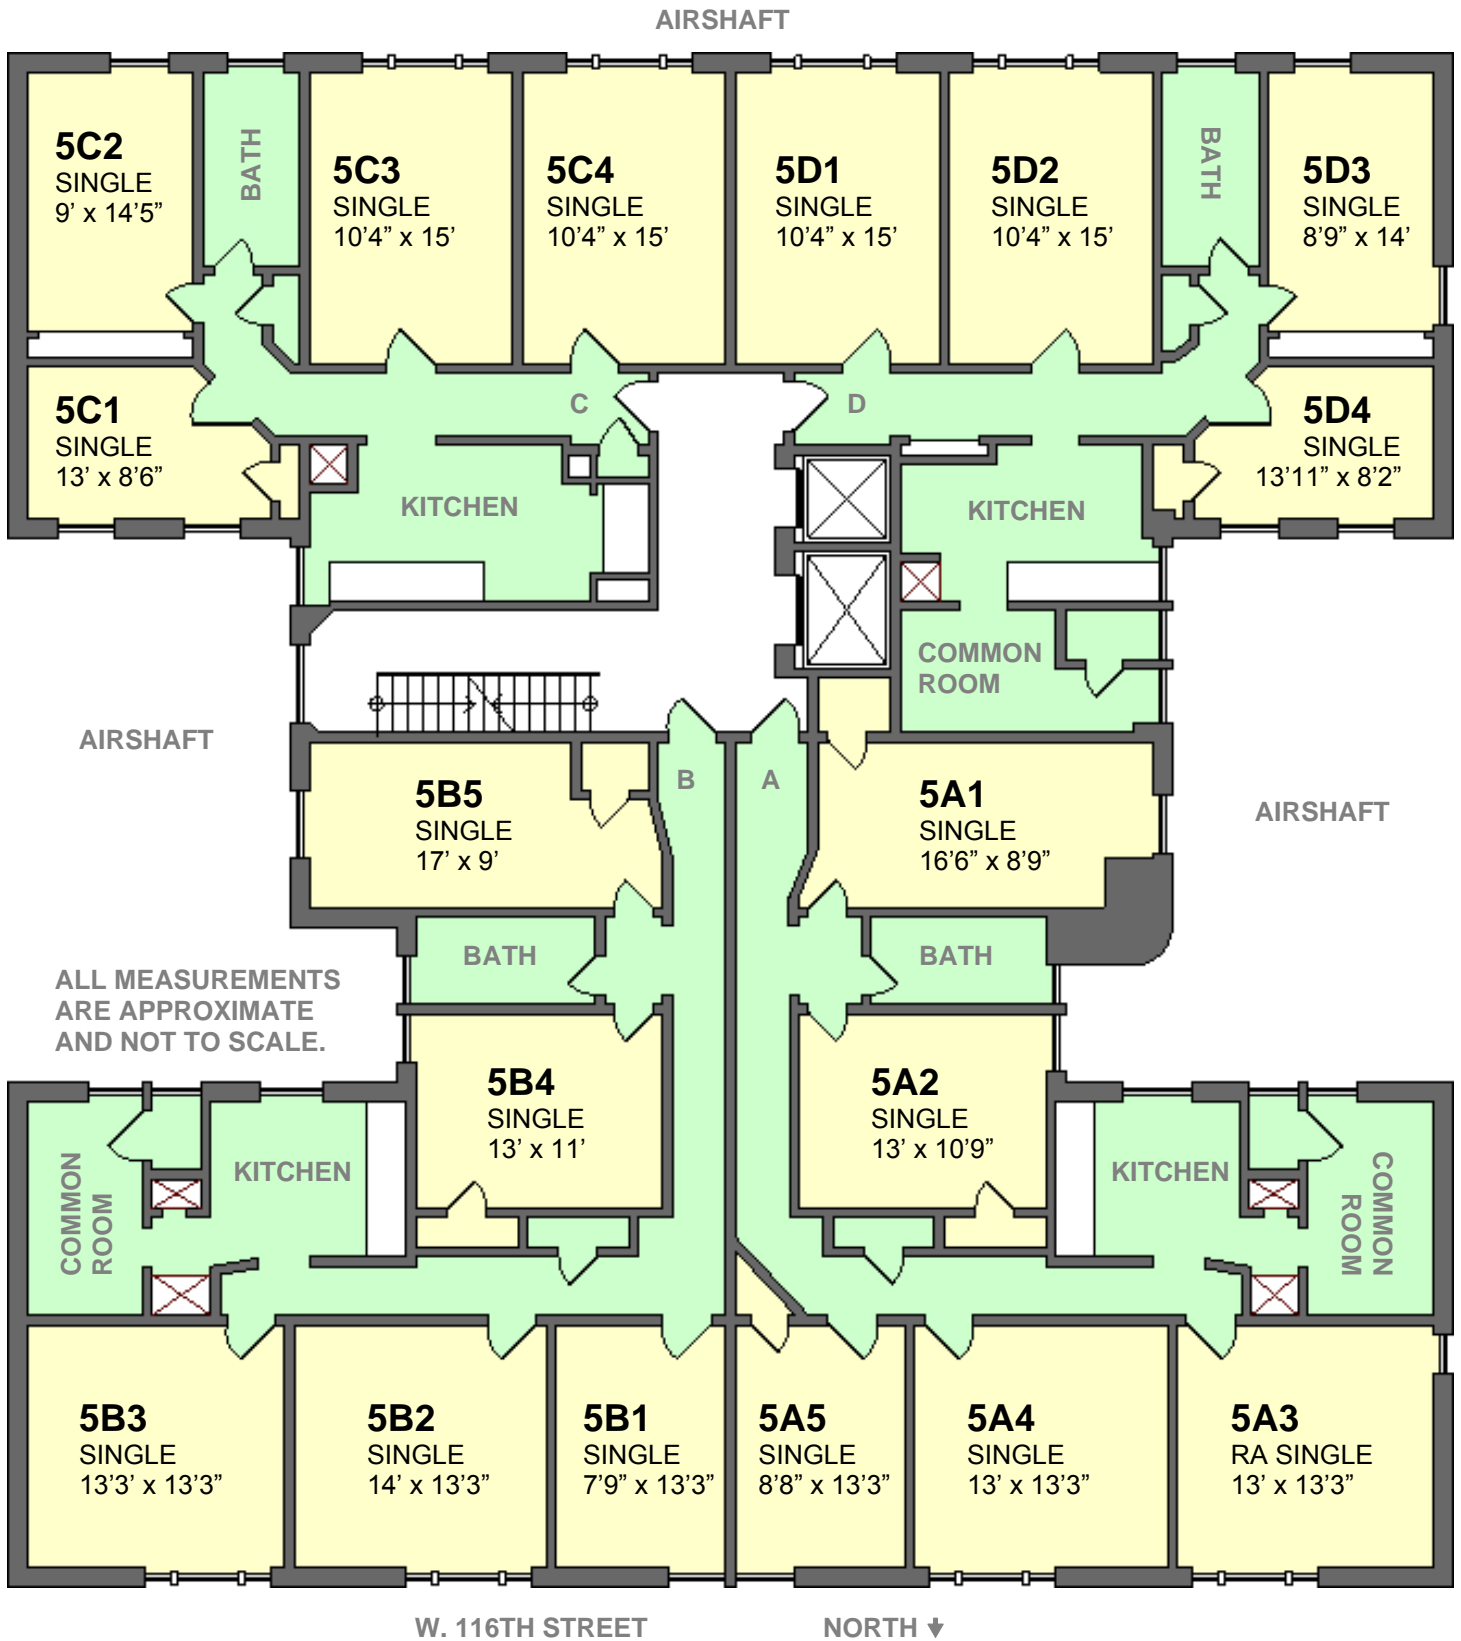 AIRSHAFT
5C2
SINGLE
9’ x 14’5”
BATH
5C3
SINGLE
10’4” x 15’
5C4
SINGLE
10’4” x 15’
5D1
SINGLE
10’4” x 15’
5D2
SINGLE
10’4” x 15’
BATH
5D3
SINGLE
8’9” x 14’
5C1
SINGLE
13’ x 8’6”
C
D
5D4
SINGLE
13’11” x 8’2”
KITCHEN
KITCHEN
COMMON
ROOM
AIRSHAFT
B
A
5B5
SINGLE
17’ x 9’
5A1
SINGLE
16’6” x 8’9”
AIRSHAFT
BATH
BATH
ALL MEASUREMENTS
ARE APPROXIMATE
AND NOT TO SCALE.
5B4
SINGLE
13’ x 11’
5A2
SINGLE
13’ x 10’9”
COMMON
ROOM
KITCHEN
KITCHEN
COMMON
ROOM
5B3
SINGLE
13’3’ x 13’3”
5B2
SINGLE
14’ x 13’3”
5B1
SINGLE
7’9” x 13’3”
5A5
SINGLE
8’8” x 13’3”
5A4
SINGLE
13’ x 13’3”
5A3
RA SINGLE
13’ x 13’3”
W. 116TH STREET
NORTH